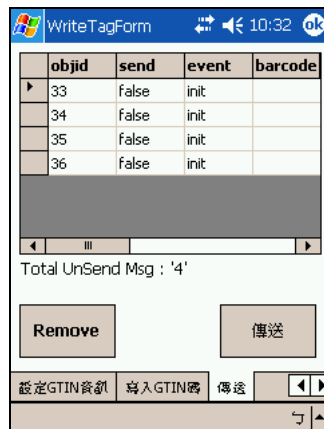 WriteTagForm 10:32 ok
objid send event barcode
33 false init
34 false init
35 false init
36 false init
Total UnSend Msg : '4'
Remove 傳送
設定GTIN資訊 寫入GTIN碼 傳送
ㄅ